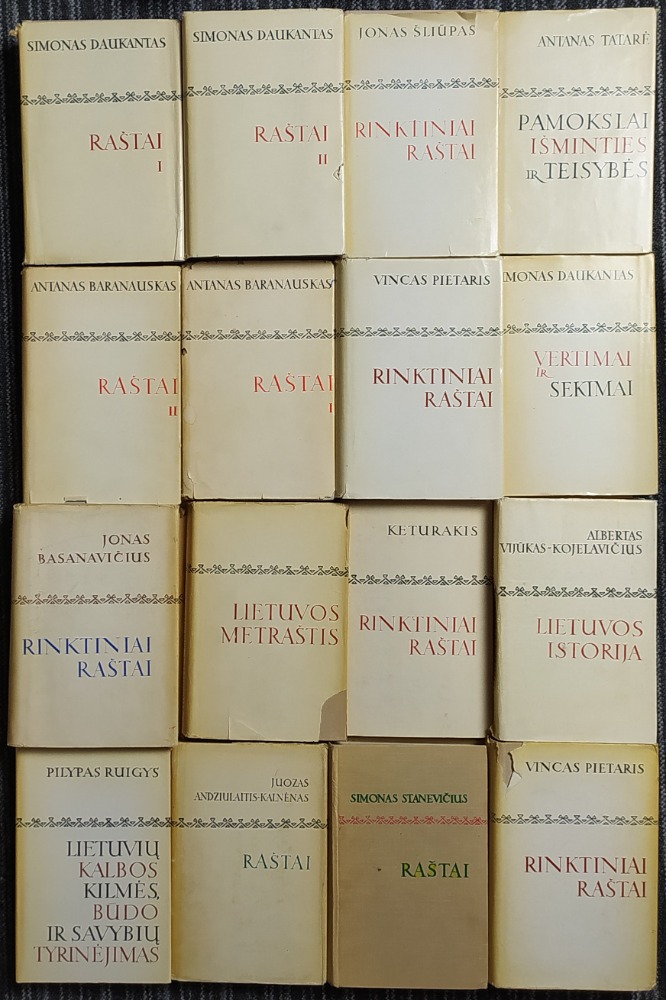 SIMONAS DAUKANTAS
RAŠTAI
I
SIMONAS DAUKANTAS
RAŠTAI
II
JONAS ŠLIŪPAS
RINKTINIAI
RAŠTAI
ANTANAS TATARĖ
PAMOKSLAI
IŠMINTIES
IR TEISYBĖS
ANTANAS BARANAUSKAS
RAŠTAI
II
ANTANAS BARANAUSKAS
RAŠTAI
I
VINCAS PIETARIS
RINKTINIAI
RAŠTAI
IMONAS DAUKANTAS
VERTIMAI
IR
SEKIMAI
JONAS
BASANAVIČIUS
RINKTINIAI
RAŠTAI
LIETUVOS
METRAŠTIS
KETURAKIS
RINKTINIAI
RAŠTAI
ALBERTAS
VIJŪKAS-KOJELAVIČIUS
LIETUVOS
ISTORIJA
PILYPAS RUIGYS
LIETUVIŲ
KALBOS
KILMĖS,
BŪDO
IR SAVYBIŲ
TYRINĖJIMAS
JUOZAS
ANDZIULAITIS-KALNĖNAS
RAŠTAI
SIMONAS STANEVIČIUS
RAŠTAI
VINCAS PIETARIS
RINKTINIAI
RAŠTAI